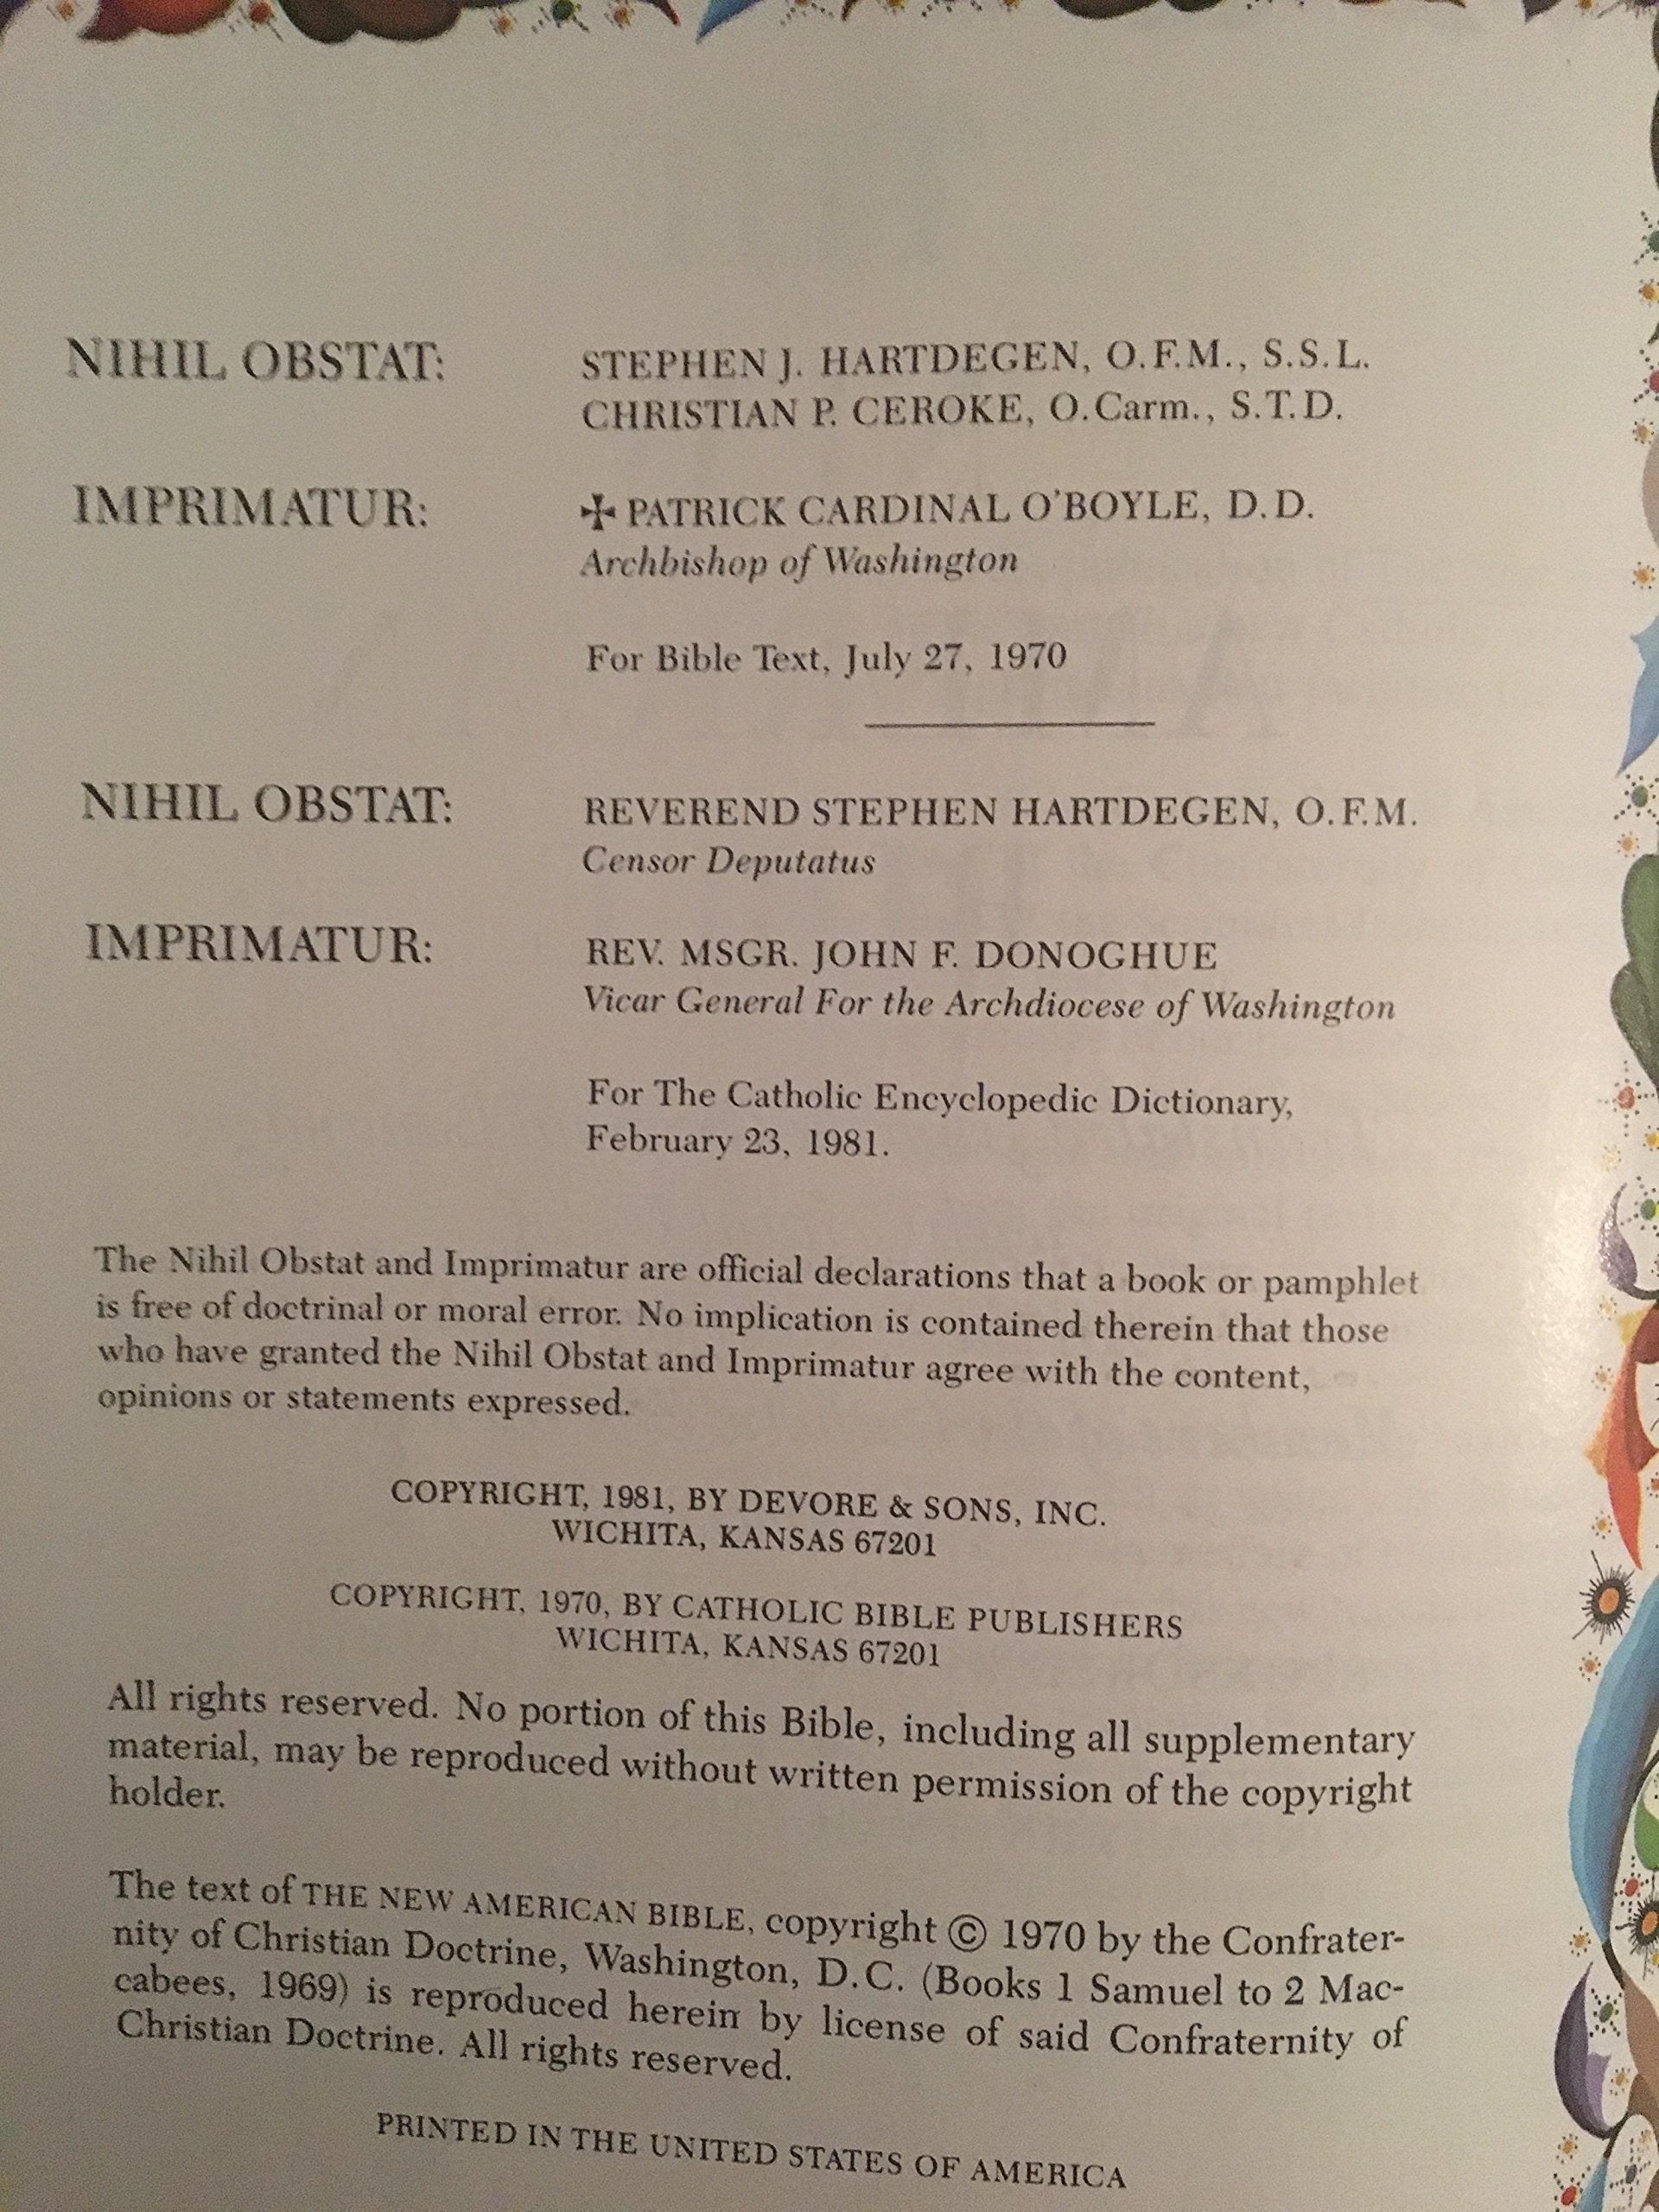 NIHIL OBSTAT: STEPHEN J. HARTDEGEN, O.F.M., S.S.L.
CHRISTIAN P. CEROKE, O.Carm., S.T.D.
IMPRIMATUR: ✠ PATRICK CARDINAL O'BOYLE, D.D.
Archbishop of Washington
For Bible Text, July 27, 1970
NIHIL OBSTAT: REVEREND STEPHEN HARTDEGEN, O.F.M.
Censor Deputatus
IMPRIMATUR: REV. MSGR. JOHN F. DONOGHUE
Vicar General For the Archdiocese of Washington
For The Catholic Encyclopedic Dictionary,
February 23, 1981.
The Nihil Obstat and Imprimatur are official declarations that a book or pamphlet
is free of doctrinal or moral error. No implication is contained therein that those
who have granted the Nihil Obstat and Imprimatur agree with the content,
opinions or statements expressed.
COPYRIGHT, 1981, BY DEVORE & SONS, INC.
WICHITA, KANSAS 67201
COPYRIGHT, 1970, BY CATHOLIC BIBLE PUBLISHERS
WICHITA, KANSAS 67201
All rights reserved. No portion of this Bible, including all supplementary
material, may be reproduced without written permission of the copyright
holder.
The text of THE NEW AMERICAN BIBLE, copyright © 1970 by the Confrater-
nity of Christian Doctrine, Washington, D.C. (Books 1 Samuel to 2 Mac-
cabees, 1969) is reproduced herein by license of said Confraternity of
Christian Doctrine. All rights reserved.
PRINTED IN THE UNITED STATES OF AMERICA